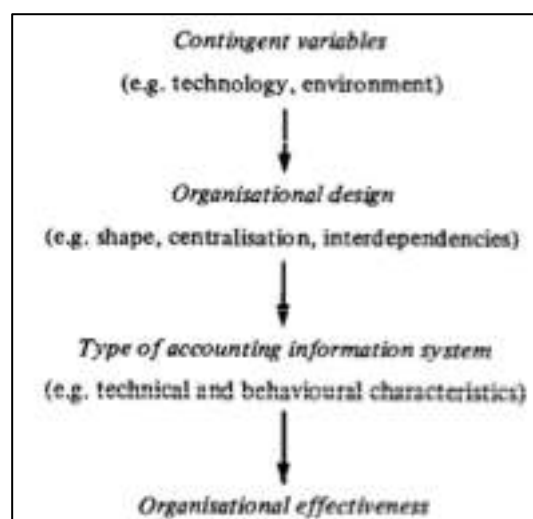 Contingent variables
(e.g. technology, environment)
Organisational design
(e.g. shape, centralisation, interdependencies)
Type of accounting information system
(e.g. technical and behavioural characteristics)
Organisational effectiveness